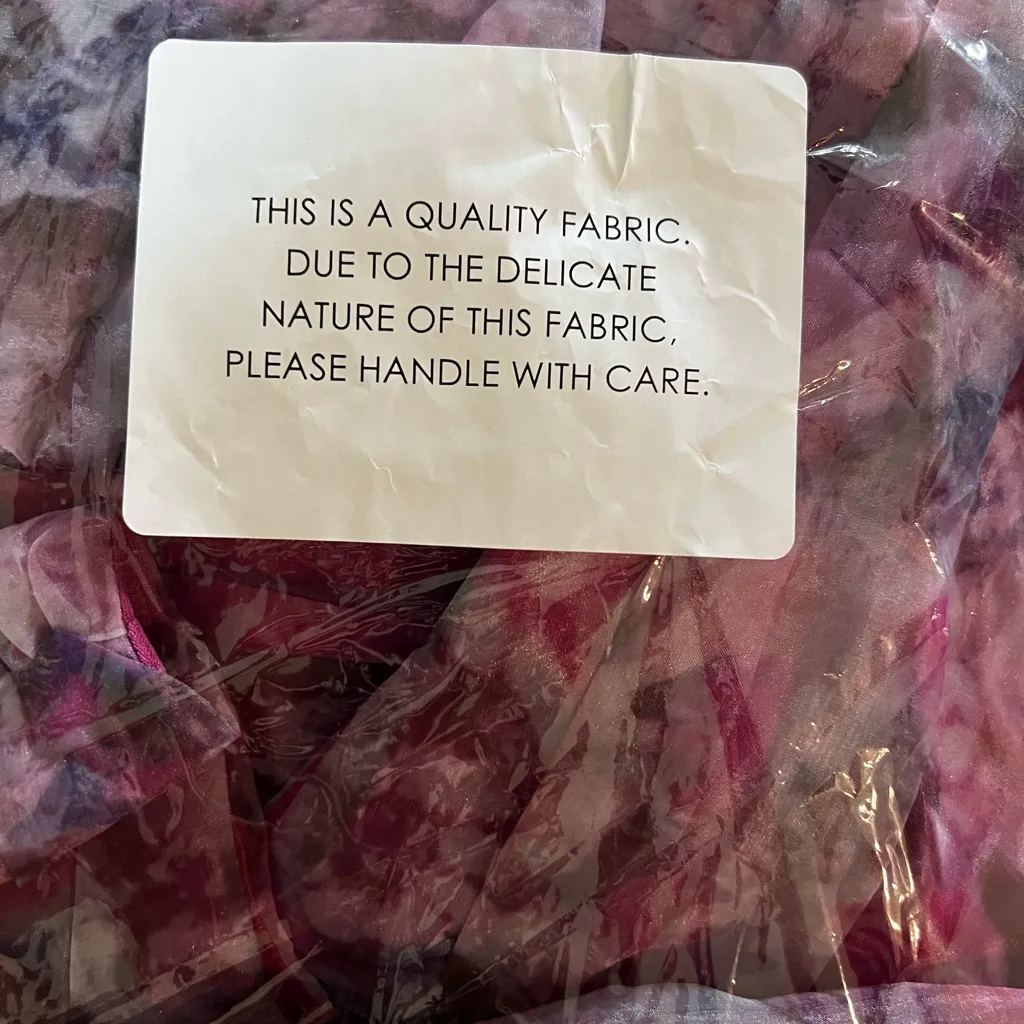 THIS IS A QUALITY FABRIC.
DUE TO THE DELICATE
NATURE OF THIS FABRIC,
PLEASE HANDLE WITH CARE.